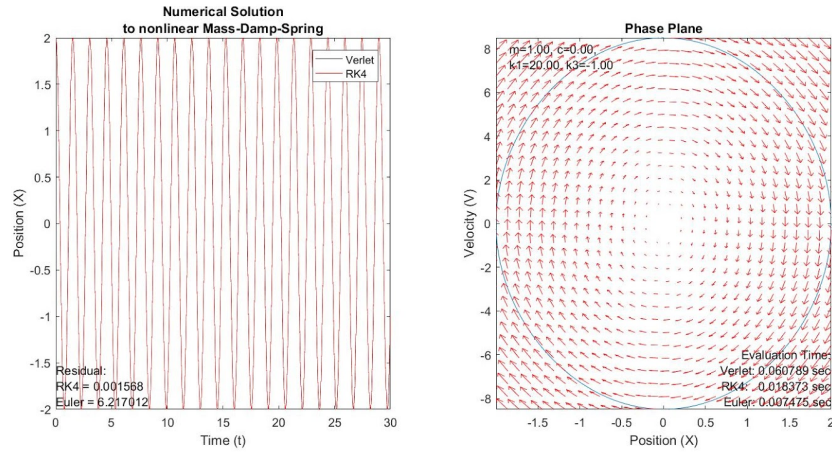 Numerical Solution
to nonlinear Mass-Damp-Spring
Verlet
RK4
Position (X)
2
1.5
1
0.5
0
-0.5
-1
-1.5
-2
Residual:
RK4 = 0.001568
Euler = 6.217012
0 5 10 15 20 25 30
Time (t)
Phase Plane
m=1.00, c=0.00,
k1=20.00, k3=-1.00
Velocity (V)
8
6
4
2
0
-2
-4
-6
-8
Evaluation Time:
Verlet: 0.060789 sec
RK4: 0.018373 sec
Euler: 0.007475 sec
-1.5 -1 -0.5 0 0.5 1 1.5 2
Position (X)